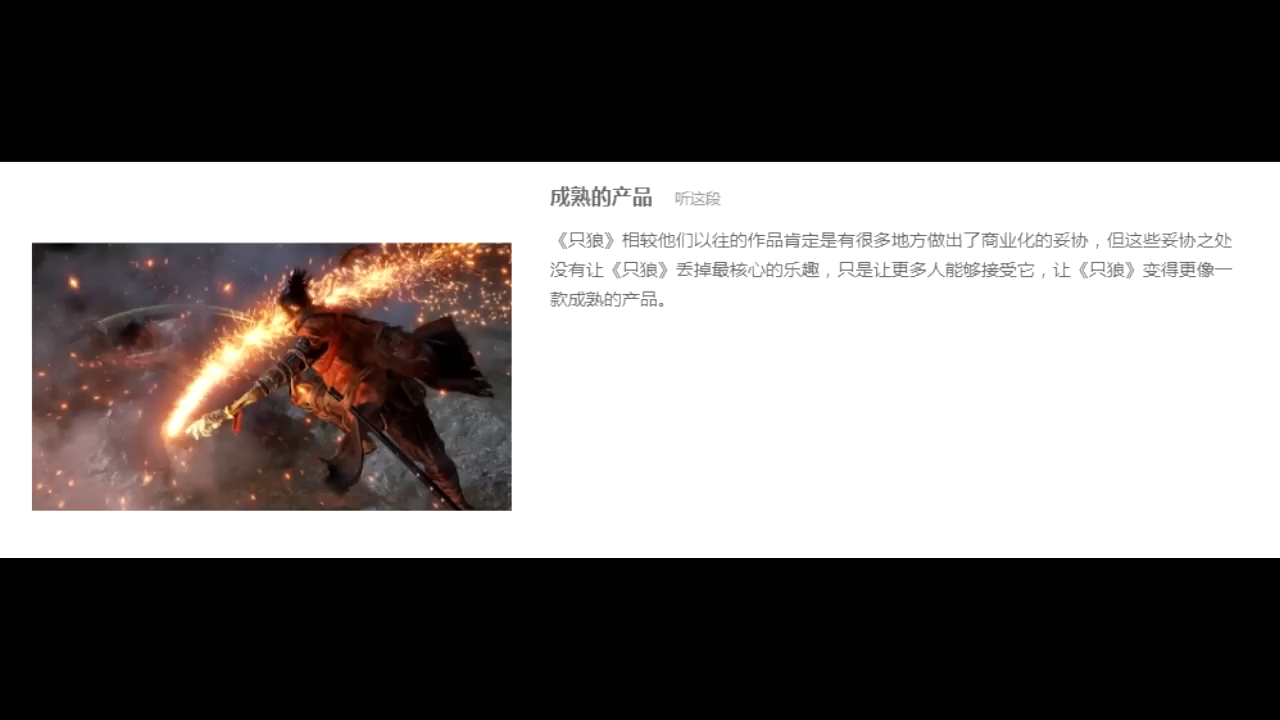 成熟的产品 听这段
《只狼》相较他们以往的作品肯定是有很多地方做出了商业化的妥协，但这些妥协之处
没有让《只狼》丢掉最核心的乐趣，只是让更多人能够接受它，让《只狼》变得更像一
款成熟的产品。